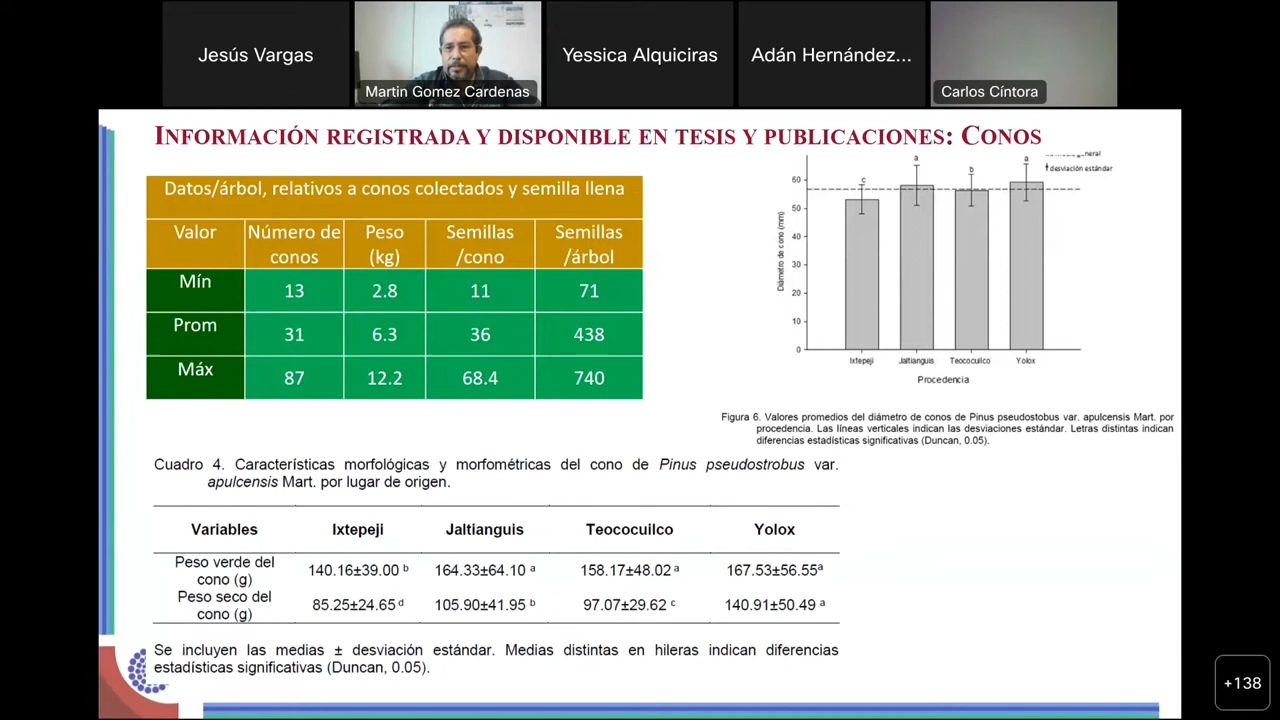 Jesús Vargas
Martin Gomez Cardenas
Yessica Alquiciras
Adán Hernández...
Carlos Cíntora
INFORMACIÓN REGISTRADA Y DISPONIBLE EN TESIS Y PUBLICACIONES: CONOS
Datos/árbol, relativos a conos colectados y semilla llena
Valor Número de conos Peso (kg) Semillas /cono Semillas /árbol
Mín 13 2.8 11 71
Prom 31 6.3 36 438
Máx 87 12.2 68.4 740
general
desviación estándar
Diámetro de cono (mm)
60
50
40
30
20
10
0
c a b a
Ixtepeji Jaltianguis Teococuilco Yolox
Procedencia
Figura 6. Valores promedios del diámetro de conos de Pinus pseudostobus var. apulcensis Mart. por
procedencia. Las líneas verticales indican las desviaciones estándar. Letras distintas indican
diferencias estadísticas significativas (Duncan, 0.05).
Cuadro 4. Características morfológicas y morfométricas del cono de Pinus pseudostrobus var.
apulcensis Mart. por lugar de origen.
Variables Ixtepeji Jaltianguis Teococuilco Yolox
Peso verde del cono (g) 140.16±39.00 b 164.33±64.10 a 158.17±48.02 a 167.53±56.55a
Peso seco del cono (g) 85.25±24.65 d 105.90±41.95 b 97.07±29.62 c 140.91±50.49 a
Se incluyen las medias ± desviación estándar. Medias distintas en hileras indican diferencias
estadísticas significativas (Duncan, 0.05).
+138